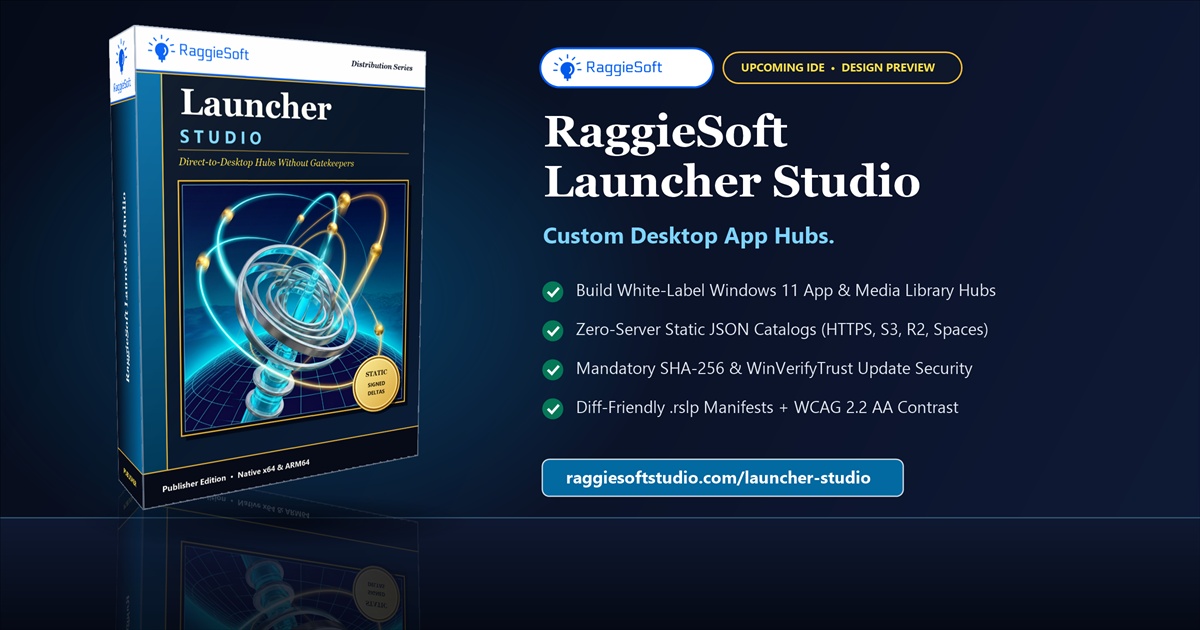 RaggieSoft
Distribution Series
RaggieSoft
Launcher
STUDIO
Direct-to-Desktop Hubs Without Gatekeepers
RaggieSoft Launcher Studio
STATIC
SIGNED
DELTAS
Publisher Edition • Native x64 & ARM64
RaggieSoft
UPCOMING IDE • DESIGN PREVIEW
RaggieSoft
Launcher Studio
Custom Desktop App Hubs.
Build White-Label Windows 11 App & Media Library Hubs
Zero-Server Static JSON Catalogs (HTTPS, S3, R2, Spaces)
Mandatory SHA-256 & WinVerifyTrust Update Security
Diff-Friendly .rslp Manifests + WCAG 2.2 AA Contrast
raggiesoftstudio.com/launcher-studio